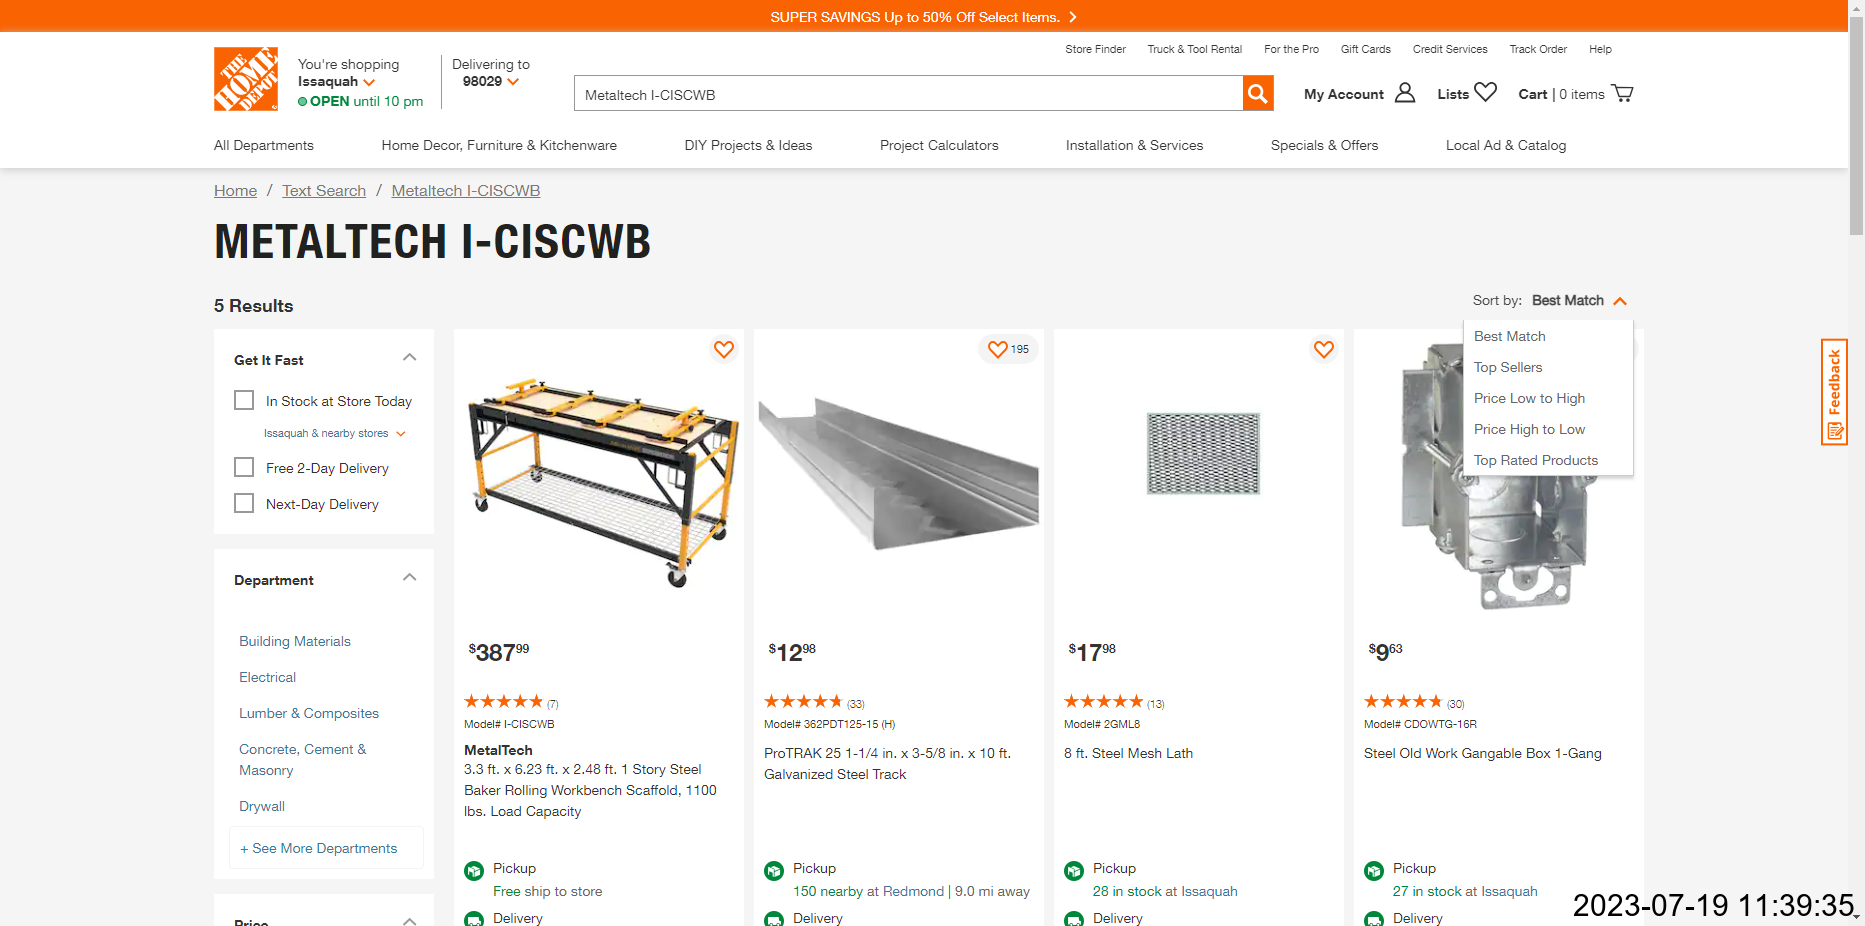 SUPER SAVINGS Up to 50% Off Select Items.
Store Finder Truck & Tool Rental For the Pro Gift Cards Credit Services Track Order Help
THE HOME DEPOT
You're shopping
Issaquah
OPEN until 10 pm
Delivering to
98029
Metaltech I-CISCWB
My Account
Lists
Cart | 0 items
All Departments Home Decor, Furniture & Kitchenware DIY Projects & Ideas Project Calculators Installation & Services Specials & Offers Local Ad & Catalog
Home / Text Search / Metaltech I-CISCWB
METALTECH I-CISCWB
5 Results
Sort by: Best Match
Best Match
Top Sellers
Price Low to High
Price High to Low
Top Rated Products
Feedback
Get It Fast
In Stock at Store Today
Issaquah & nearby stores
Free 2-Day Delivery
Next-Day Delivery
Department
Building Materials
Electrical
Lumber & Composites
Concrete, Cement &
Masonry
Drywall
+ See More Departments
Price
$387 99
(7)
Model# I-CISCWB
MetalTech
3.3 ft. x 6.23 ft. x 2.48 ft. 1 Story Steel
Baker Rolling Workbench Scaffold, 1100
lbs. Load Capacity
Pickup
Free ship to store
Delivery
195
$12 98
(33)
Model# 362PDT125-15 (H)
ProTRAK 25 1-1/4 in. x 3-5/8 in. x 10 ft.
Galvanized Steel Track
Pickup
150 nearby at Redmond | 9.0 mi away
Delivery
$17 98
(13)
Model# 2GML8
8 ft. Steel Mesh Lath
Pickup
28 in stock at Issaquah
Delivery
$9 63
(30)
Model# CDOWTG-16R
Steel Old Work Gangable Box 1-Gang
Pickup
27 in stock at Issaquah
Delivery
2023-07-19 11:39:35